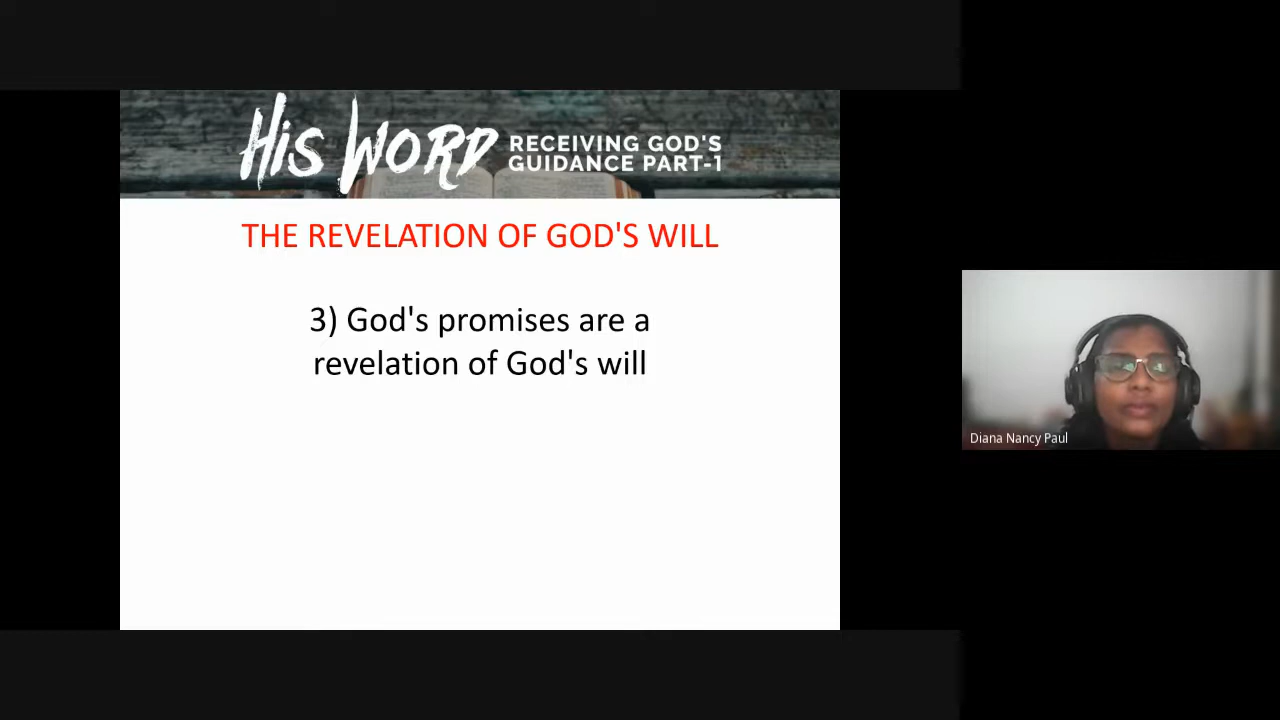 His Word
RECEIVING GOD'S
GUIDANCE PART-1
THE REVELATION OF GOD'S WILL
3) God's promises are a
revelation of God's will
Diana Nancy Paul